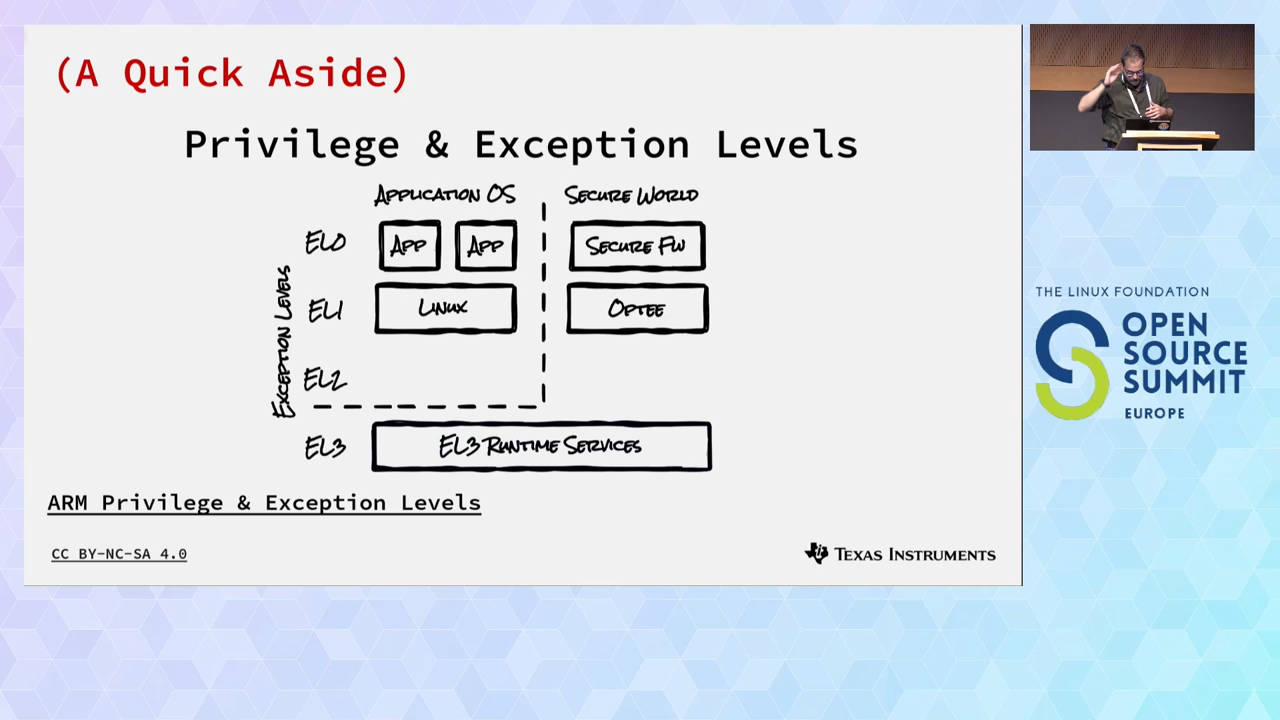 (A Quick Aside)
Privilege & Exception Levels
APPLICATION OS
SECURE WORLD
EXCEPTION LEVELS
EL0
APP
APP
SECURE FW
EL1
LINUX
OPTEE
EL2
EL3
EL3 RUNTIME SERVICES
ARM Privilege & Exception Levels
CC BY-NC-SA 4.0
TEXAS INSTRUMENTS
THE LINUX FOUNDATION
OPEN
SOURCE
SUMMIT
EUROPE